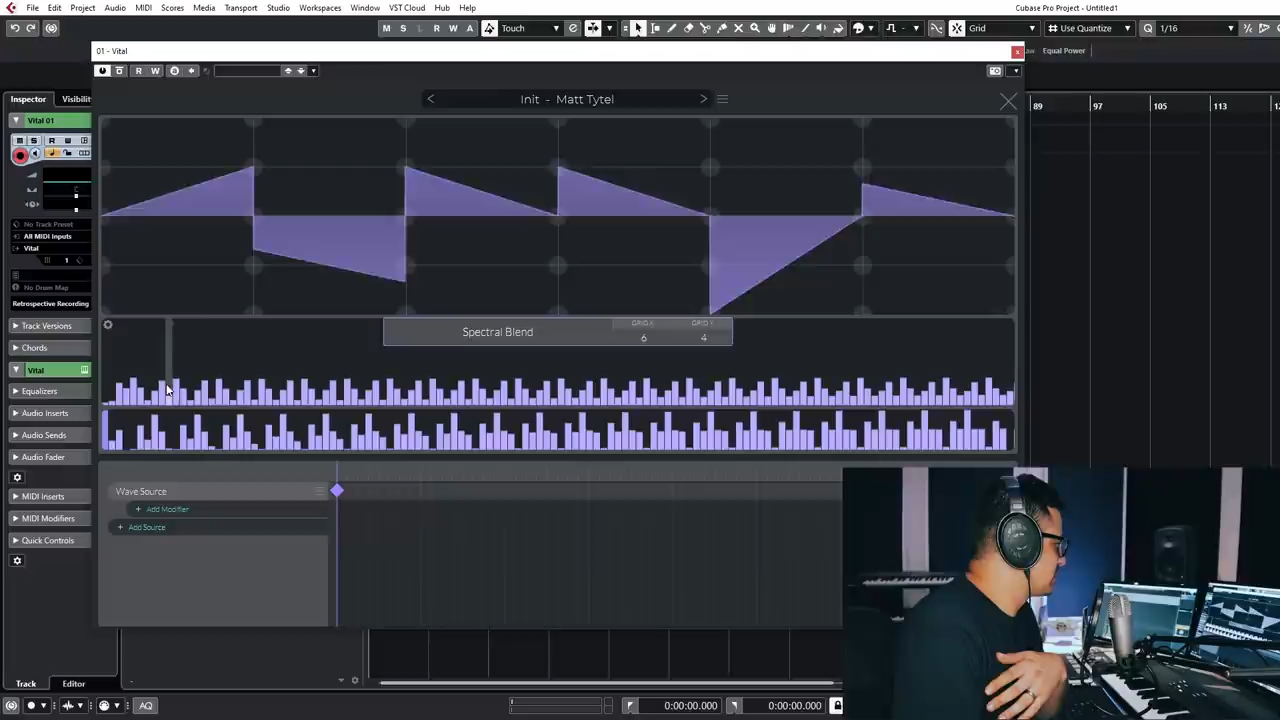 File Edit Project Audio MIDI Scores Media Transport Studio Workspaces Window VST Cloud Hub Help
Cubase Pro Project - Untitled1
M S L R W A Touch Grid Use Quantize Q 1/16
01 - Vital
Equal Power
R W
Inspector Visibility
Init - Matt Tytel
89 97 105 113
Vital 01
M S R W
C
No Track Preset
All MIDI Inputs
Vital
1
No Drum Map
Retrospective Recording
Track Versions
Chords
Vital
Equalizers
Audio Inserts
Audio Sends
Audio Fader
MIDI Inserts
MIDI Modifiers
Quick Controls
Spectral Blend
GRID X
6
GRID Y
4
Wave Source
+ Add Modifier
+ Add Source
Track Editor
AQ
0:00:00.000
0:00:00.000